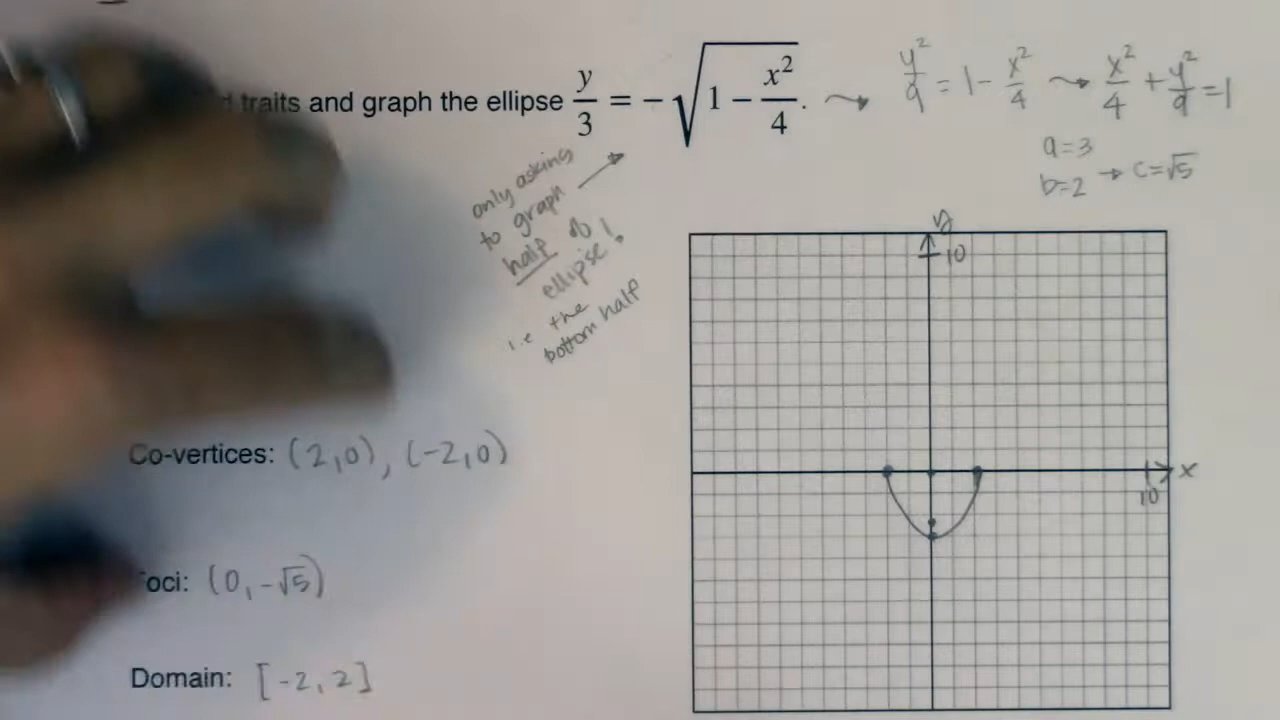 traits and graph the ellipse y/3 = -√(1 - x²/4). ⇝ y²/9 = 1 - x²/4 ⇝ x²/4 + y²/9 = 1
a=3
b=2 → c=√5
only asking →
to graph
half of
ellipse!
i.e the
bottom half
y
10
x
10
Co-vertices: (2,0), (-2,0)
Foci: (0, -√5)
Domain: [-2, 2]